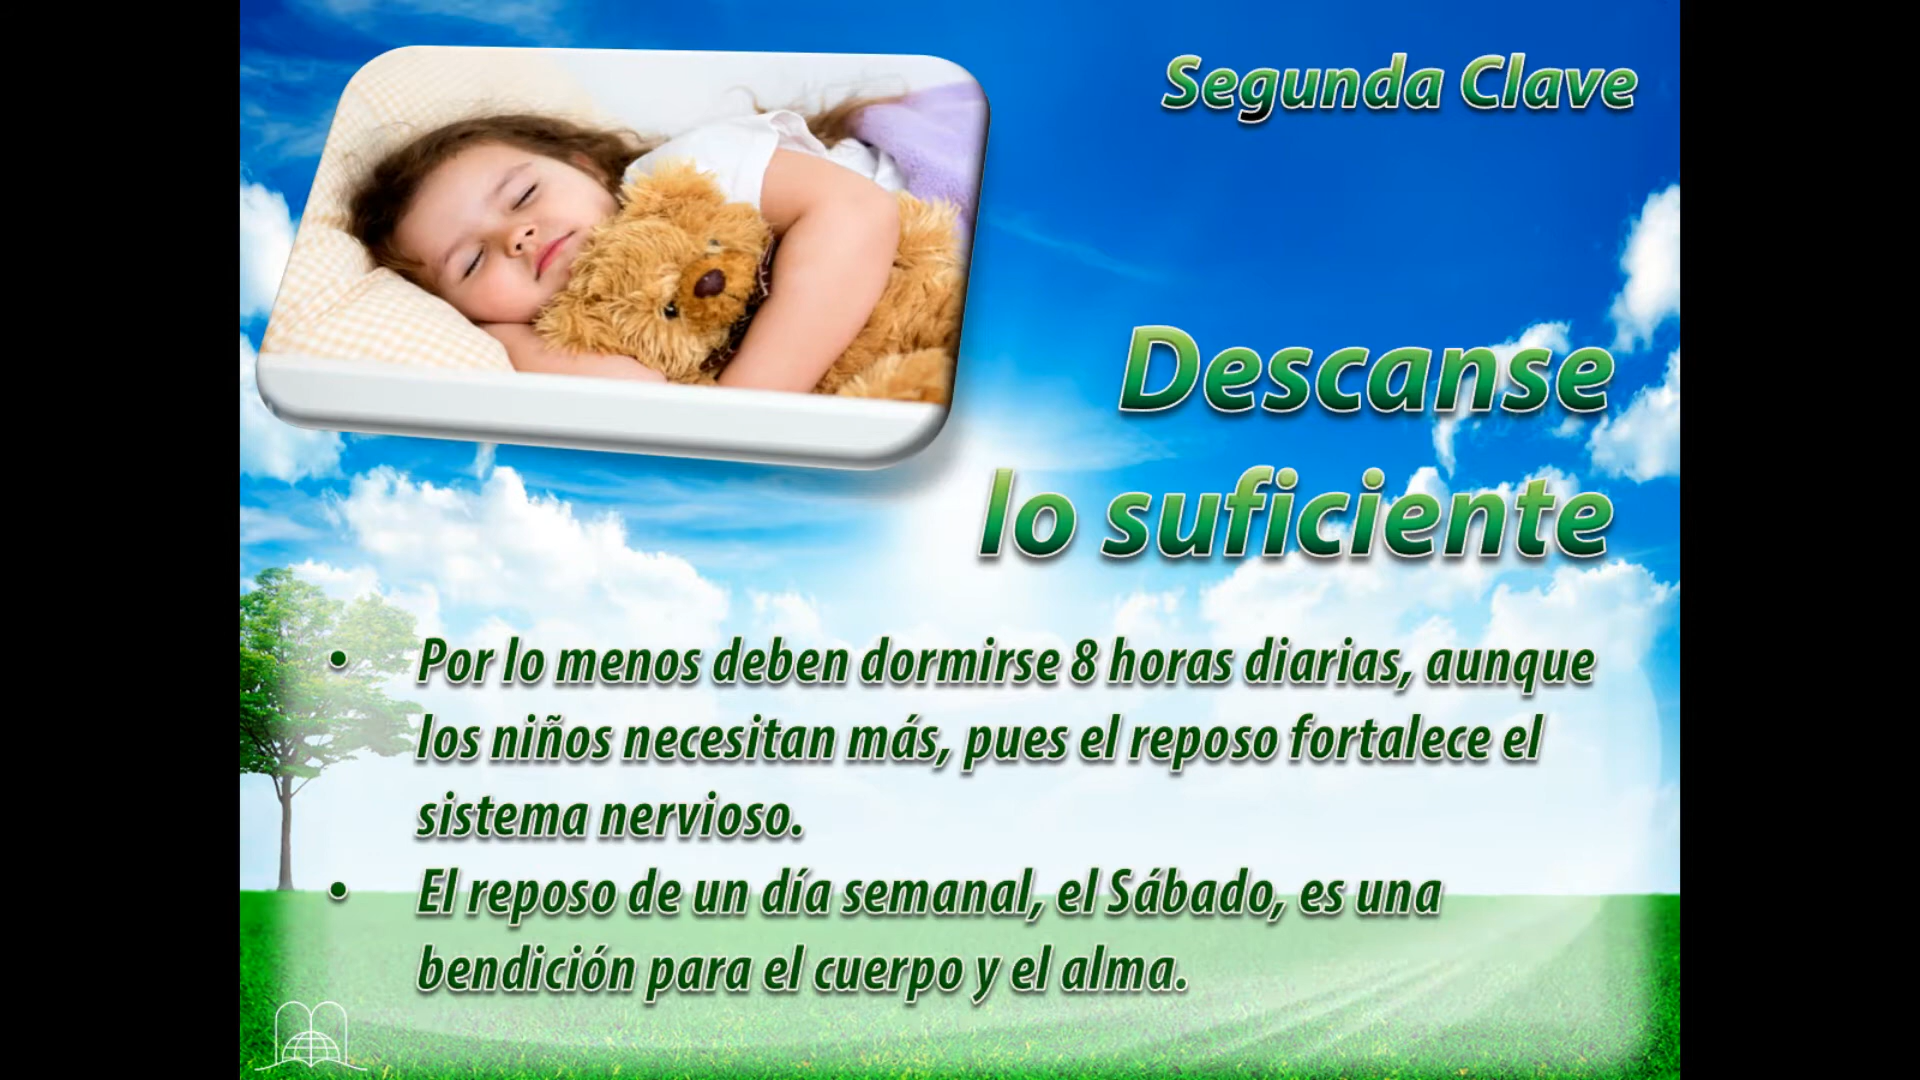 Segunda Clave
Descanse
lo suficiente
• Por lo menos deben dormirse 8 horas diarias, aunque
los niños necesitan más, pues el reposo fortalece el
sistema nervioso.
• El reposo de un día semanal, el Sábado, es una
bendición para el cuerpo y el alma.